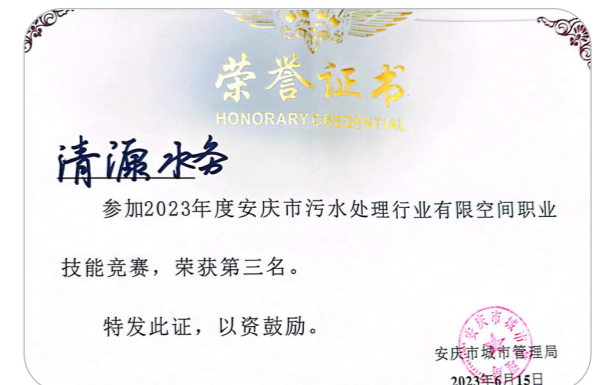 荣誉证书
HONORARY CREDENTIAL
清源水务
参加2023年度安庆市污水处理行业有限空间职业
技能竞赛，荣获第三名。
特发此证，以资鼓励。
安庆市城市管理局
2023年6月15日